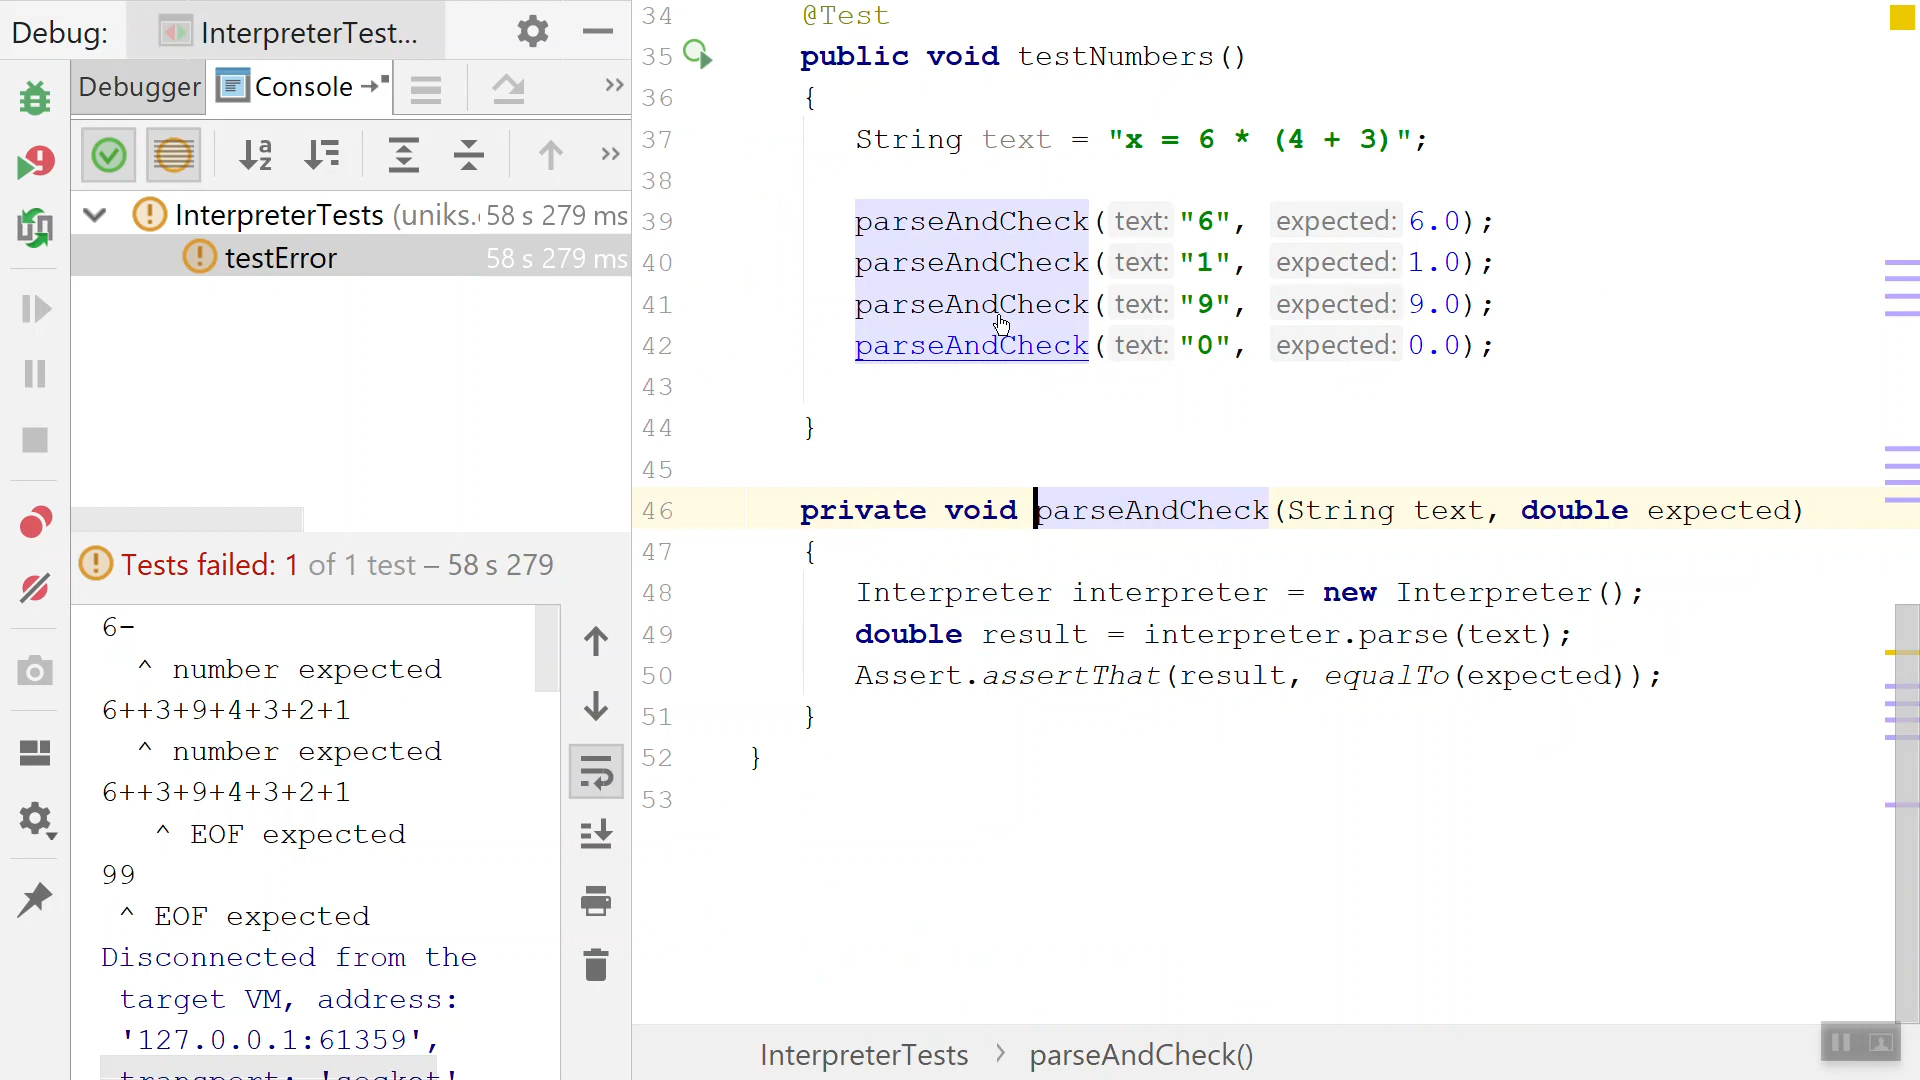 Debug:
InterpreterTest...
Debugger
Console
InterpreterTests (uniks. 58 s 279 ms
testError 58 s 279 ms
Tests failed: 1 of 1 test – 58 s 279
6-
^ number expected
6++3+9+4+3+2+1
^ number expected
6++3+9+4+3+2+1
^ EOF expected
99
^ EOF expected
Disconnected from the
target VM, address:
'127.0.0.1:61359',
transport: 'socket'
34 @Test
35 public void testNumbers()
36 {
37 String text = "x = 6 * (4 + 3)";
38
39 parseAndCheck( text: "6", expected: 6.0);
40 parseAndCheck( text: "1", expected: 1.0);
41 parseAndCheck( text: "9", expected: 9.0);
42 parseAndCheck( text: "0", expected: 0.0);
43
44 }
45
46 private void parseAndCheck(String text, double expected)
47 {
48 Interpreter interpreter = new Interpreter();
49 double result = interpreter.parse(text);
50 Assert.assertThat(result, equalTo(expected));
51 }
52 }
53
InterpreterTests > parseAndCheck()